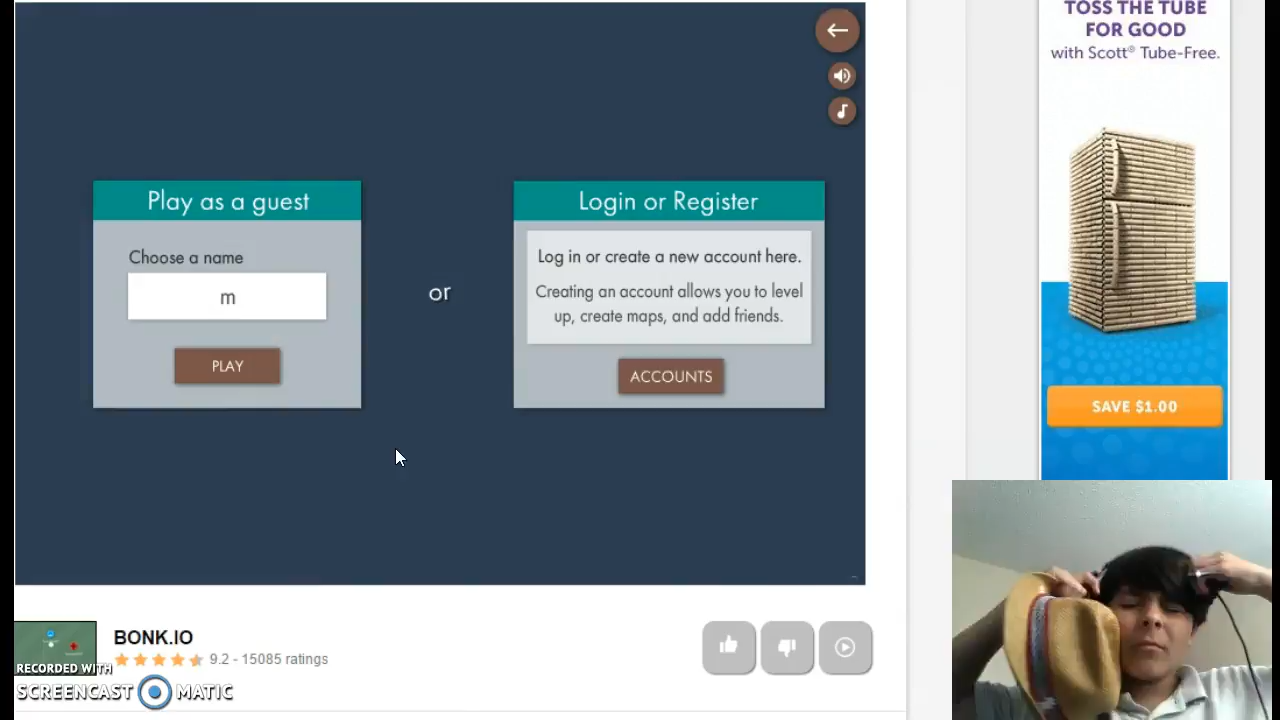 TOSS THE TUBE
FOR GOOD
with Scott® Tube-Free.
Play as a guest
Choose a name
m
PLAY
or
Login or Register
Log in or create a new account here.
Creating an account allows you to level
up, create maps, and add friends.
ACCOUNTS
SAVE $1.00
BONK.IO
9.2 - 15085 ratings
RECORDED WITH
SCREENCAST MATIC